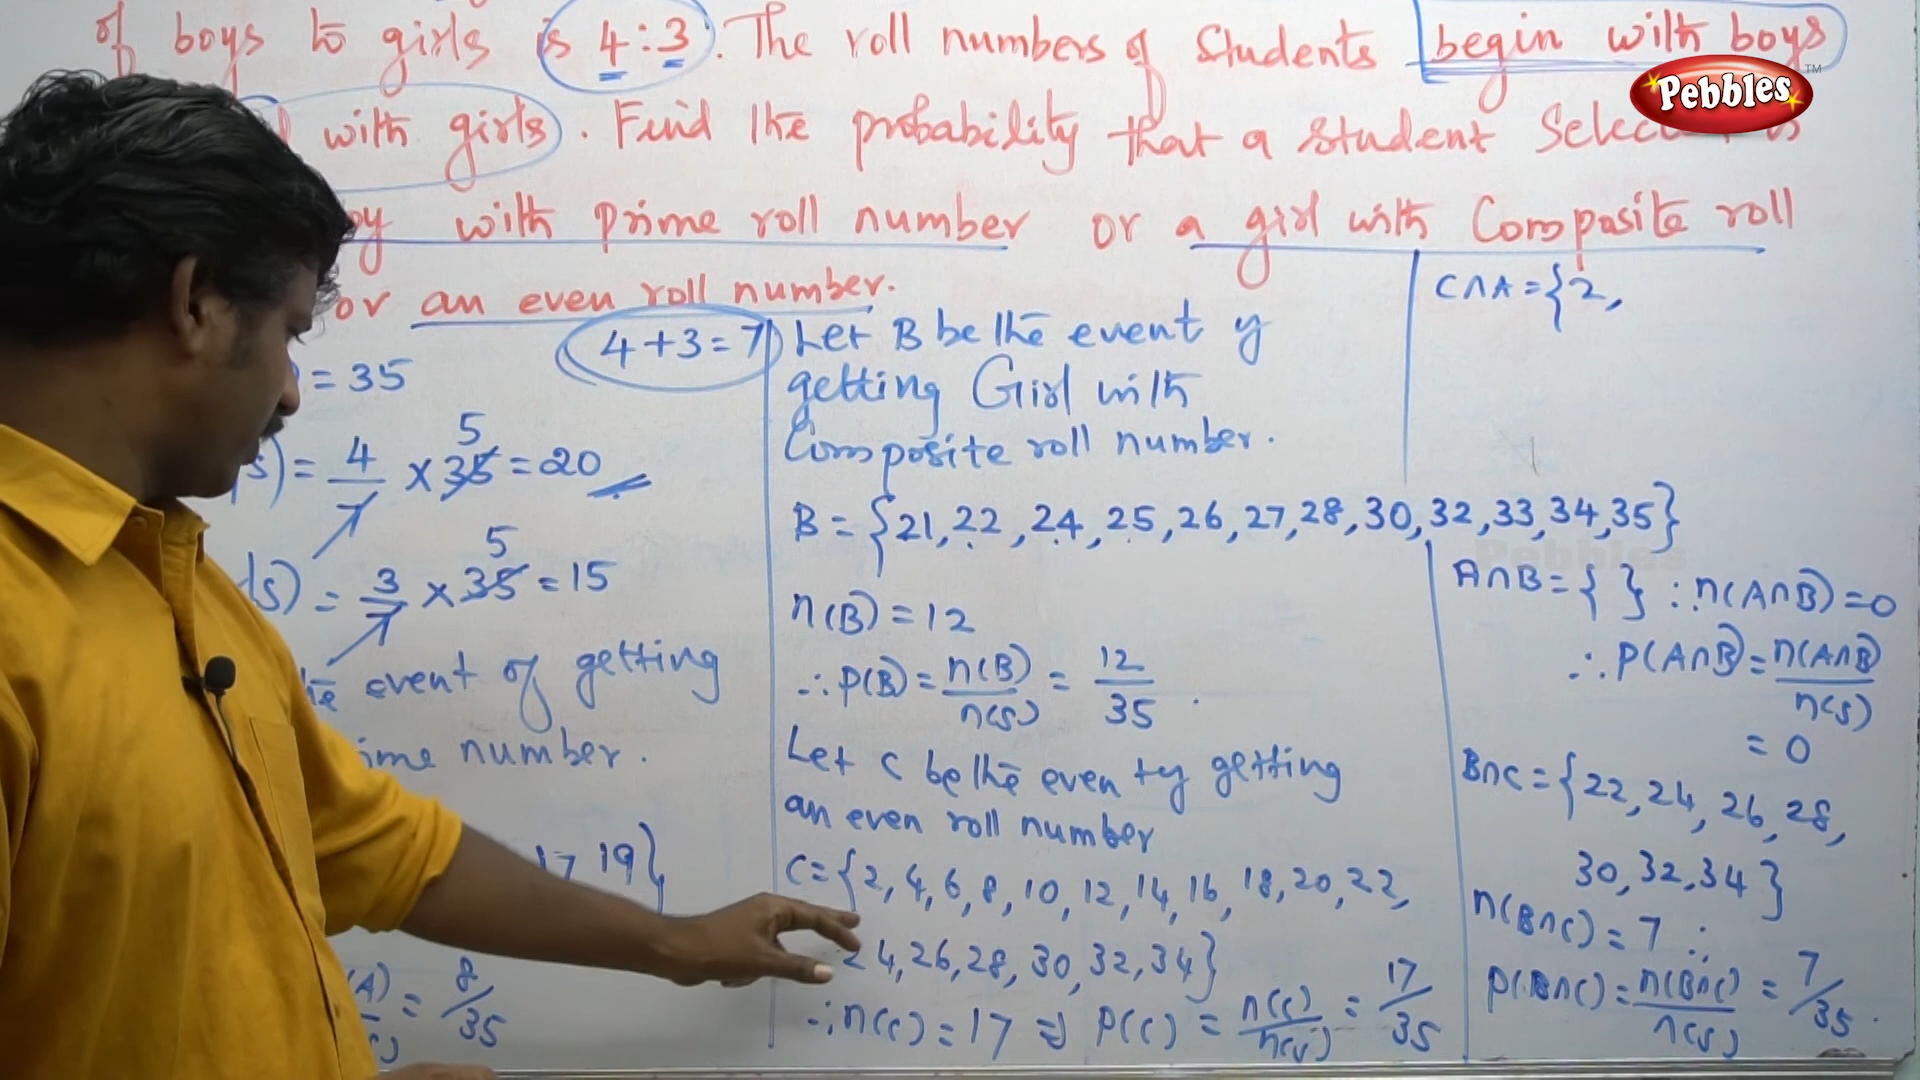 of boys to girls is 4:3. The roll numbers of students begin with boys
with girls. Find the probability that a student
with prime roll number or a girl with Composite roll
or an even roll number.
Pebbles™
4+3=7
= 35
s) = 4/7 × 35 = 20
5
s) = 3/7 × 35 = 15
5
event of getting
number.
17, 19}
(A) = 8/35
Let B be the event of
getting Girl with
Composite roll number.
B = {21,22,24,25,26,27,28,30,32,33,34,35}
n(B) = 12
∴ P(B) = n(B)/n(S) = 12/35.
Let C be the event of getting
an even roll number
C = {2,4,6,8,10,12,14,16,18,20,22,
24,26,28,30,32,34}
∴ n(C) = 17 ⇒ P(C) = n(C)/n(S) = 17/35
C∩A = {2,
Pebbles
A∩B = { } ∴ n(A∩B) = 0
∴ P(A∩B) = n(A∩B)/n(S)
= 0
B∩C = {22,24,26,28,
30,32,34}
n(B∩C) = 7 ∴
P(B∩C) = n(B∩C)/n(S) = 7/35.